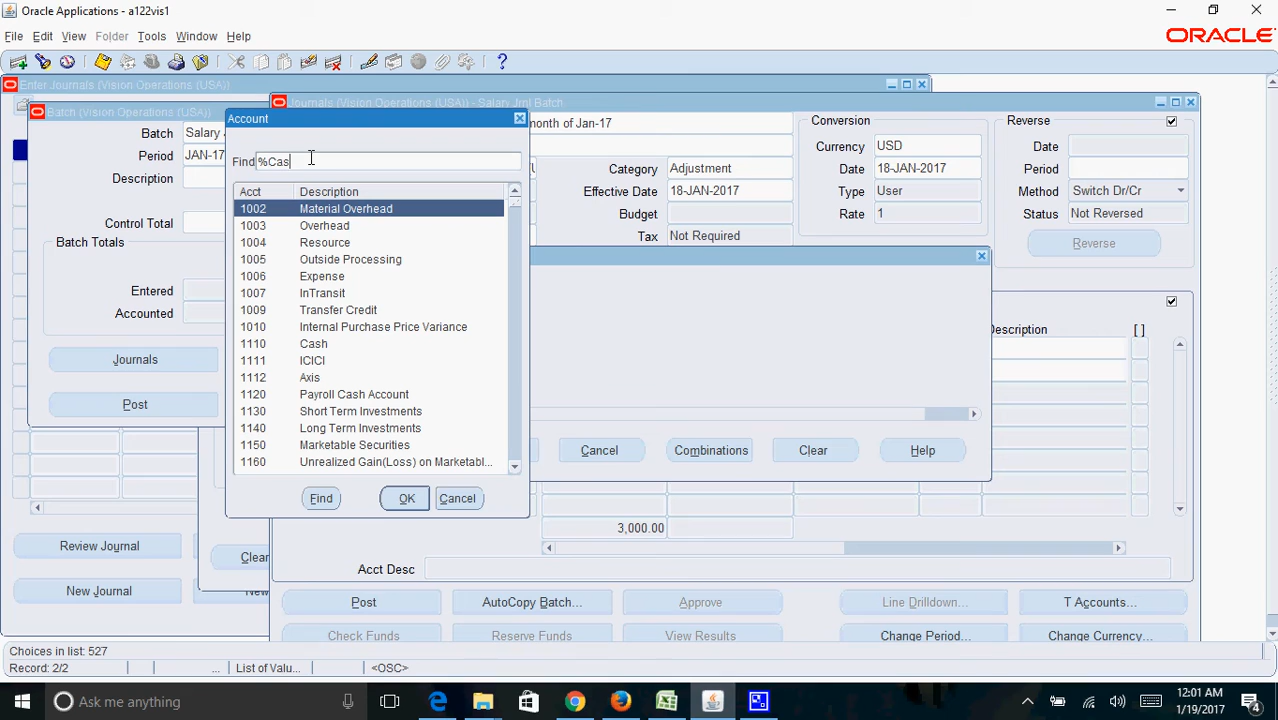 Oracle Applications - a122vis1
File Edit View Folder Tools Window Help
ORACLE
Enter Journals (Vision Operations (USA))
Batch (Vision Operations (USA))
Journals (Vision Operations (USA)) - Salary Jrnl Batch
Account
Batch Salary
Period JAN-17
Description
Control Total
Batch Totals
Entered
Accounted
Journals
Post
Review Journal
New Journal
Find %Cas
Acct Description
1002 Material Overhead
1003 Overhead
1004 Resource
1005 Outside Processing
1006 Expense
1007 InTransit
1009 Transfer Credit
1010 Internal Purchase Price Variance
1110 Cash
1111 ICICI
1112 Axis
1120 Payroll Cash Account
1130 Short Term Investments
1140 Long Term Investments
1150 Marketable Securities
1160 Unrealized Gain(Loss) on Marketabl...
Find OK Cancel
month of Jan-17
Category Adjustment
Effective Date 18-JAN-2017
Budget
Tax Not Required
Conversion
Currency USD
Date 18-JAN-2017
Type User
Rate 1
Reverse
Date
Period
Method Switch Dr/Cr
Status Not Reversed
Reverse
Description [ ]
Cancel Combinations Clear Help
3,000.00
Clear
Acct Desc
Post AutoCopy Batch... Approve Line Drilldown... T Accounts...
Check Funds Reserve Funds View Results Change Period... Change Currency...
Choices in list: 527
Record: 2/2 ... List of Valu... <OSC>
Ask me anything
12:01 AM
1/19/2017
4